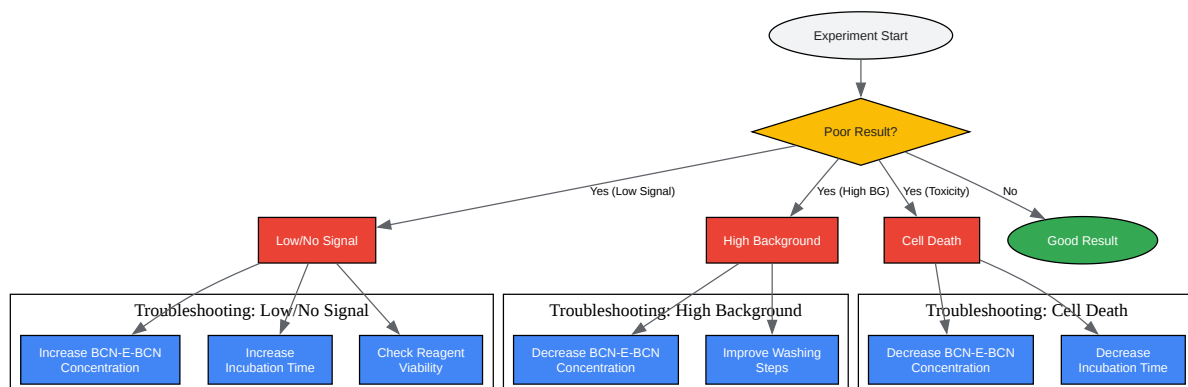 Experiment Start
Poor Result?
Yes (Low Signal)
Yes (High BG)
Yes (Toxicity)
No
Low/No Signal
High Background
Cell Death
Good Result
Troubleshooting: Low/No Signal
Troubleshooting: High Background
Troubleshooting: Cell Death
Increase BCN-E-BCN
Concentration
Increase
Incubation Time
Check Reagent
Viability
Decrease BCN-E-BCN
Concentration
Improve Washing
Steps
Decrease BCN-E-BCN
Concentration
Decrease
Incubation Time